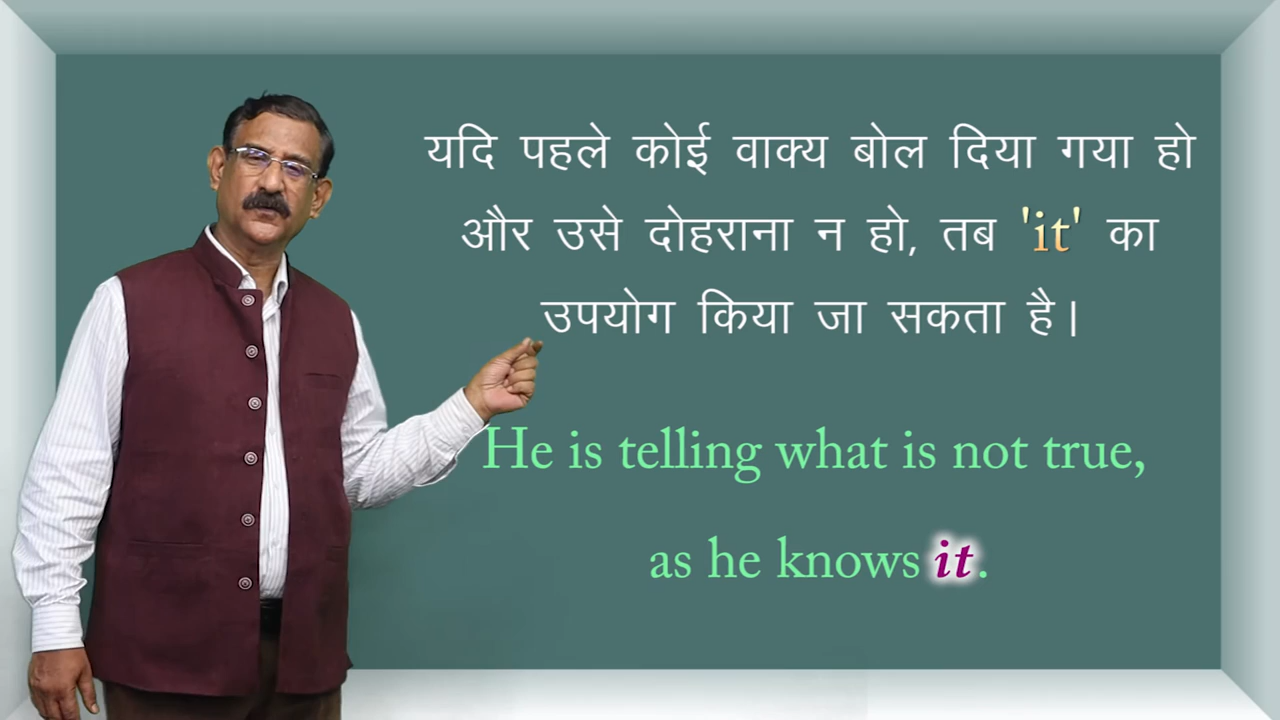 यदि पहले कोई वाक्य बोल दिया गया हो
और उसे दोहराना न हो, तब 'it' का
उपयोग किया जा सकता है।
He is telling what is not true,
as he knows it.